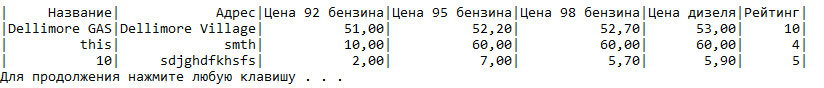 |     Название|            Адрес|Цена 92 бензина|Цена 95 бензина|Цена 98 бензина|Цена дизеля|Рейтинг|
|Dellimore GAS|Dellimore Village|          51,00|          52,20|          52,70|      53,00|     10|
|         this|             smth|          10,00|          60,00|          60,00|      60,00|      4|
|           10|     sdjghdfkhsfs|           2,00|           7,00|           5,70|       5,90|      5|
Для продолжения нажмите любую клавишу . . .